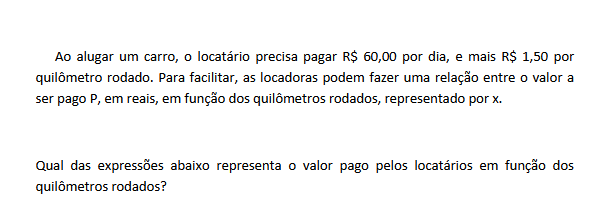 Ao alugar um carro, o locatário precisa pagar R$ 60,00 por dia, e mais R$ 1,50 por
quilômetro rodado. Para facilitar, as locadoras podem fazer uma relação entre o valor a
ser pago P, em reais, em função dos quilômetros rodados, representado por x.
Qual das expressões abaixo representa o valor pago pelos locatários em função dos
quilômetros rodados?